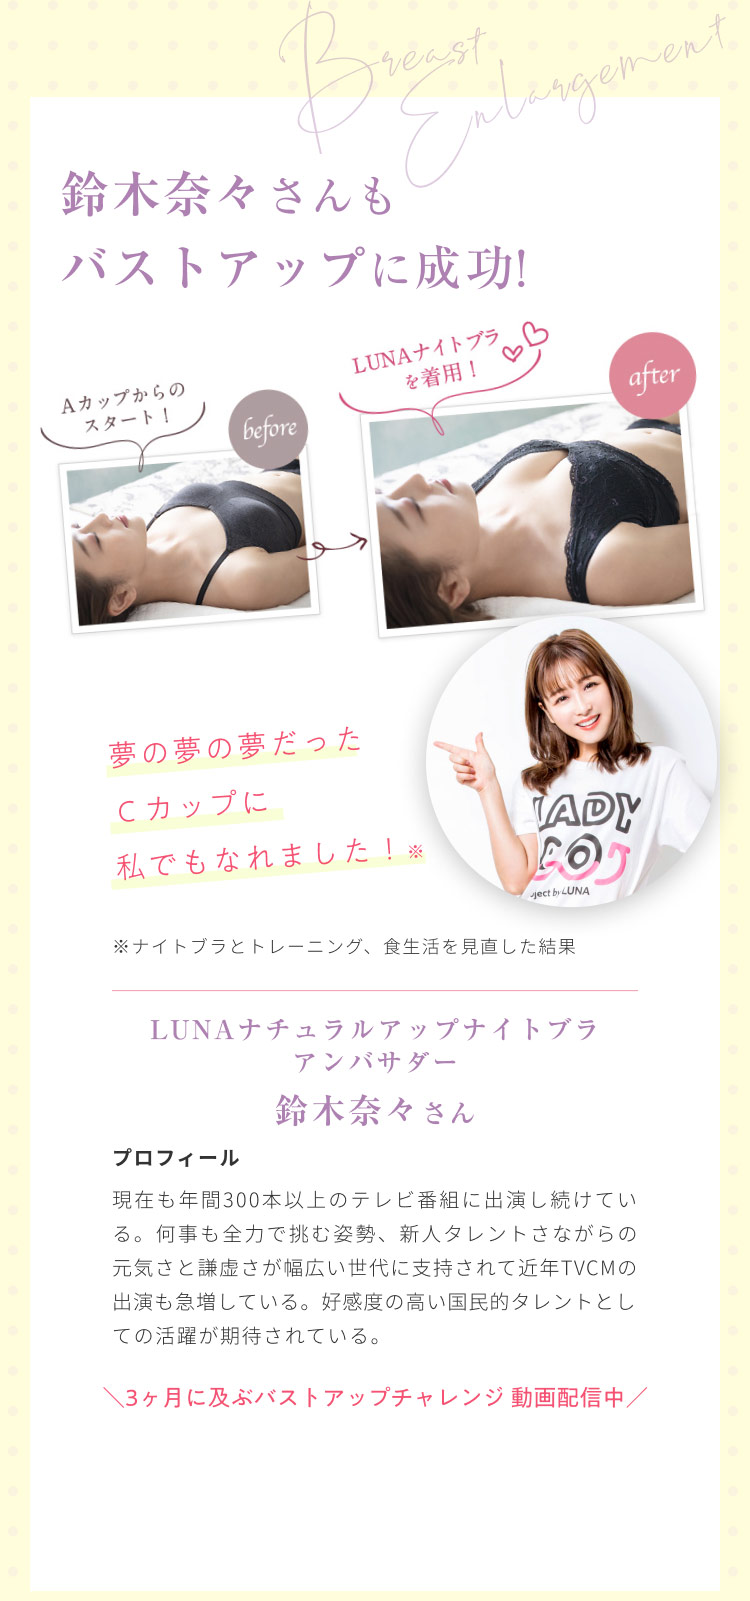 Breast
Enlargement
鈴木奈々さんも
バストアップに成功!
LUNAナイトブラ
を着用！
after
Aカップからの
スタート！
before
夢の夢の夢だった
Ｃカップに
私でもなれました！※
LADY
GO
project by LUNA
※ナイトブラとトレーニング、食生活を見直した結果
LUNAナチュラルアップナイトブラ
アンバサダー
鈴木奈々さん
プロフィール
現在も年間300本以上のテレビ番組に出演し続けてい
る。何事も全力で挑む姿勢、新人タレントさながらの
元気さと謙虚さが幅広い世代に支持されて近年TVCMの
出演も急増している。好感度の高い国民的タレントとし
ての活躍が期待されている。
＼3ヶ月に及ぶバストアップチャレンジ 動画配信中／